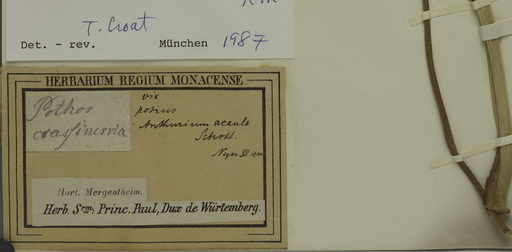 T. Croat
Det. - rev. München 1987
HERBARIUM REGIUM MONACENSE
Pothos
crassinervia
vix
potius
Anthurium acaule
Schott.
Hort. Mergentheim.
Herb. Srm: Princ. Paul, Dux de Würtemberg.